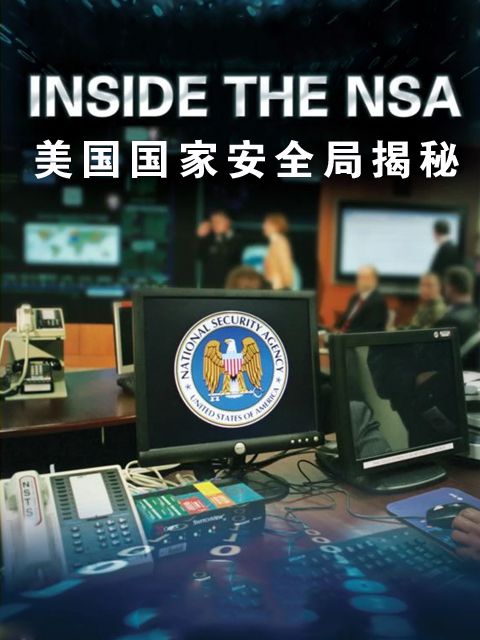 INSIDE THE NSA
美国国家安全局揭秘
NATIONAL SECURITY AGENCY
UNITED STATES OF AMERICA
NSTS